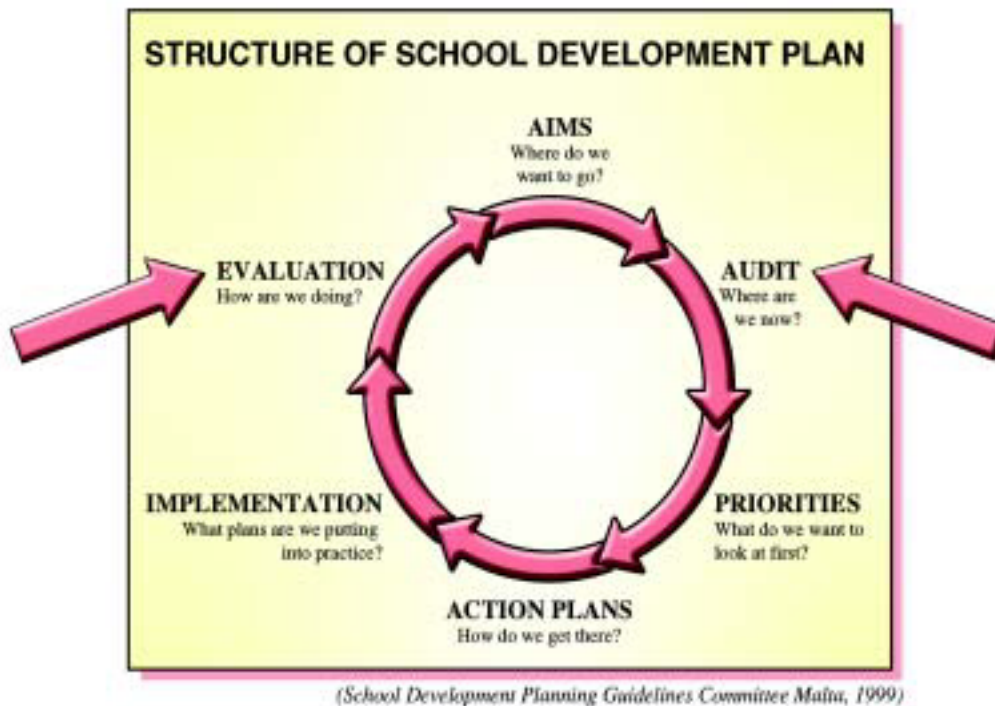 STRUCTURE OF SCHOOL DEVELOPMENT PLAN
AIMS
Where do we
want to go?
EVALUATION
How are we doing?
AUDIT
Where are
we now?
IMPLEMENTATION
What plans are we putting
into practice?
PRIORITIES
What do we want to
look at first?
ACTION PLANS
How do we get there?
(School Development Planning Guidelines Committee Malta, 1999)